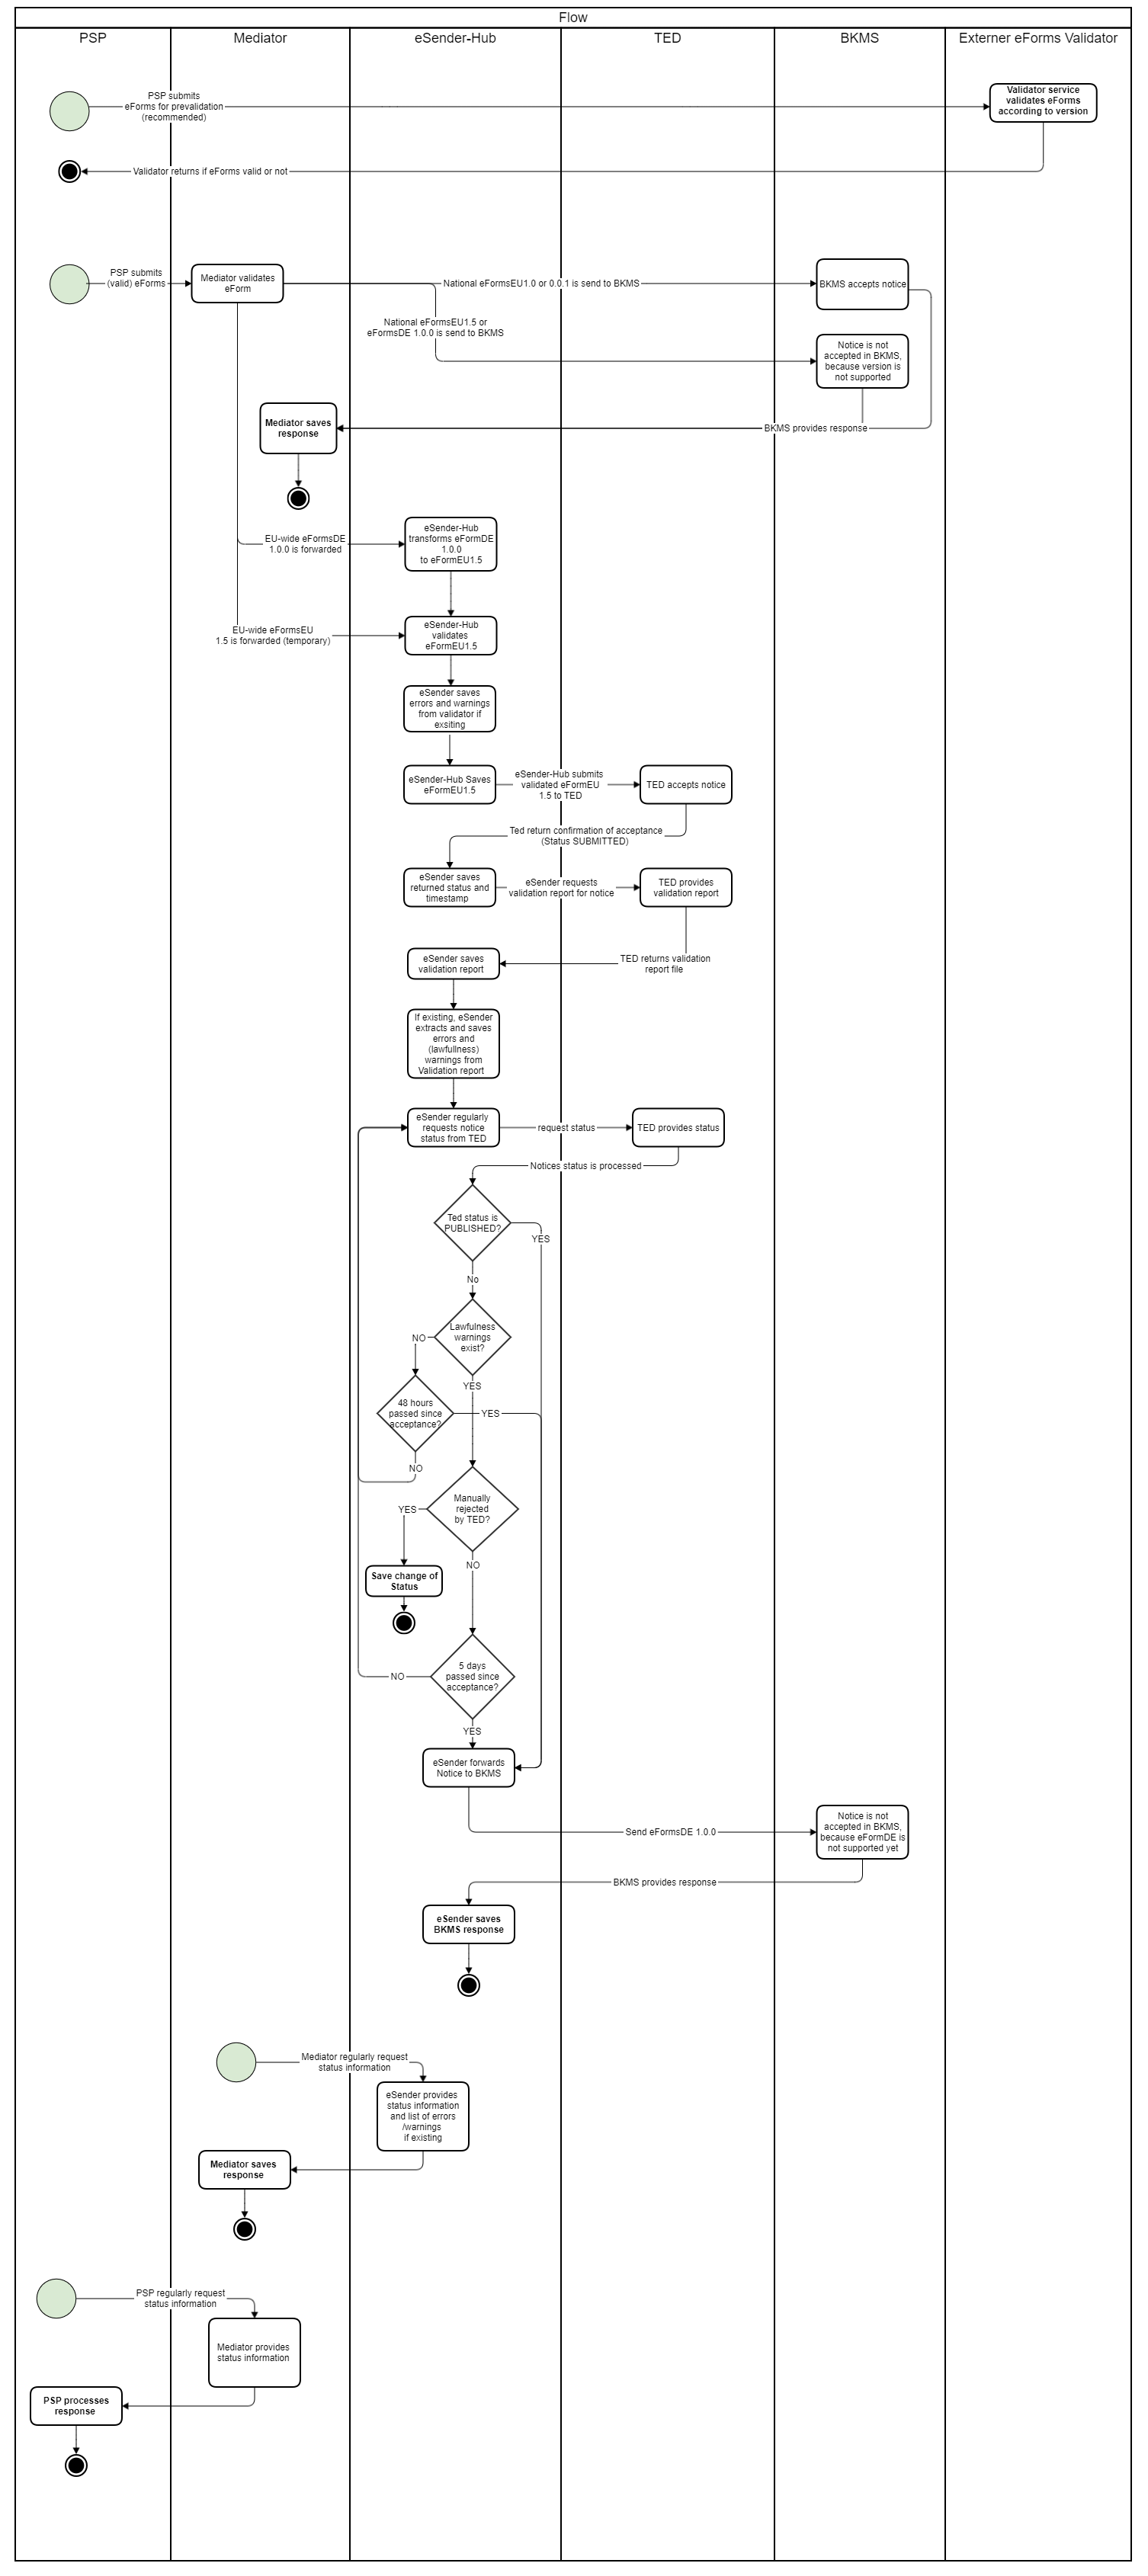 Flow
PSP
Mediator
eSender-Hub
TED
BKMS
Externer eForms Validator
PSP submits
eForms for prevalidation
(recommended)
Validator service
validates eForms
according to version
Validator returns if eForms valid or not
PSP submits
(valid) eForms
Mediator validates
eForm
National eFormsEU1.0 or 0.0.1 is send to BKMS
BKMS accepts notice
National eFormsEU1.5 or
eFormsDE 1.0.0 is send to BKMS
Notice is not
accepted in BKMS,
because version is
not supported
Mediator saves
response
BKMS provides response
EU-wide eFormsDE
1.0.0 is forwarded
eSender-Hub
transforms eFormDE
1.0.0
to eFormEU1.5
EU-wide eFormsEU
1.5 is forwarded (temporary)
eSender-Hub
validates
eFormEU1.5
eSender saves
errors and warnings
from validator if
exsiting
eSender-Hub Saves
eFormEU1.5
eSender-Hub submits
validated eFormEU
1.5 to TED
TED accepts notice
Ted return confirmation of acceptance
(Status SUBMITTED)
eSender saves
returned status and
timestamp
eSender requests
validation report for notice
TED provides
validation report
eSender saves
validation report
TED returns validation
report file
If existing, eSender
extracts and saves
errors and
(lawfullness)
warnings from
Validation report
eSender regularly
requests notice
status from TED
request status
TED provides status
Notices status is processed
Ted status is
PUBLISHED?
YES
No
Lawfulness
warnings
exist?
NO
YES
48 hours
passed since
acceptance?
YES
NO
Manually
rejected
by TED?
YES
NO
Save change of
Status
5 days
passed since
acceptance?
NO
YES
eSender forwards
Notice to BKMS
Send eFormsDE 1.0.0
Notice is not
accepted in BKMS,
because eFormDE is
not supported yet
BKMS provides response
eSender saves
BKMS response
Mediator regularly request
status information
eSender provides
status information
and list of errors
/warnings
if existing
Mediator saves
response
PSP regularly request
status information
Mediator provides
status information
PSP processes
response